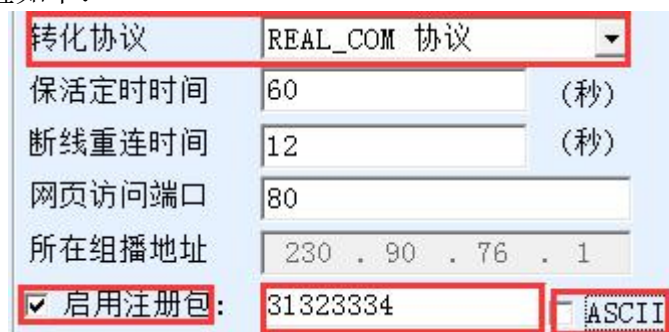 转化协议 REAL_COM 协议
保活定时时间 60 (秒)
断线重连时间 12 (秒)
网页访问端口 80
所在组播地址 230 . 90 . 76 . 1
启用注册包: 31323334 ASCII